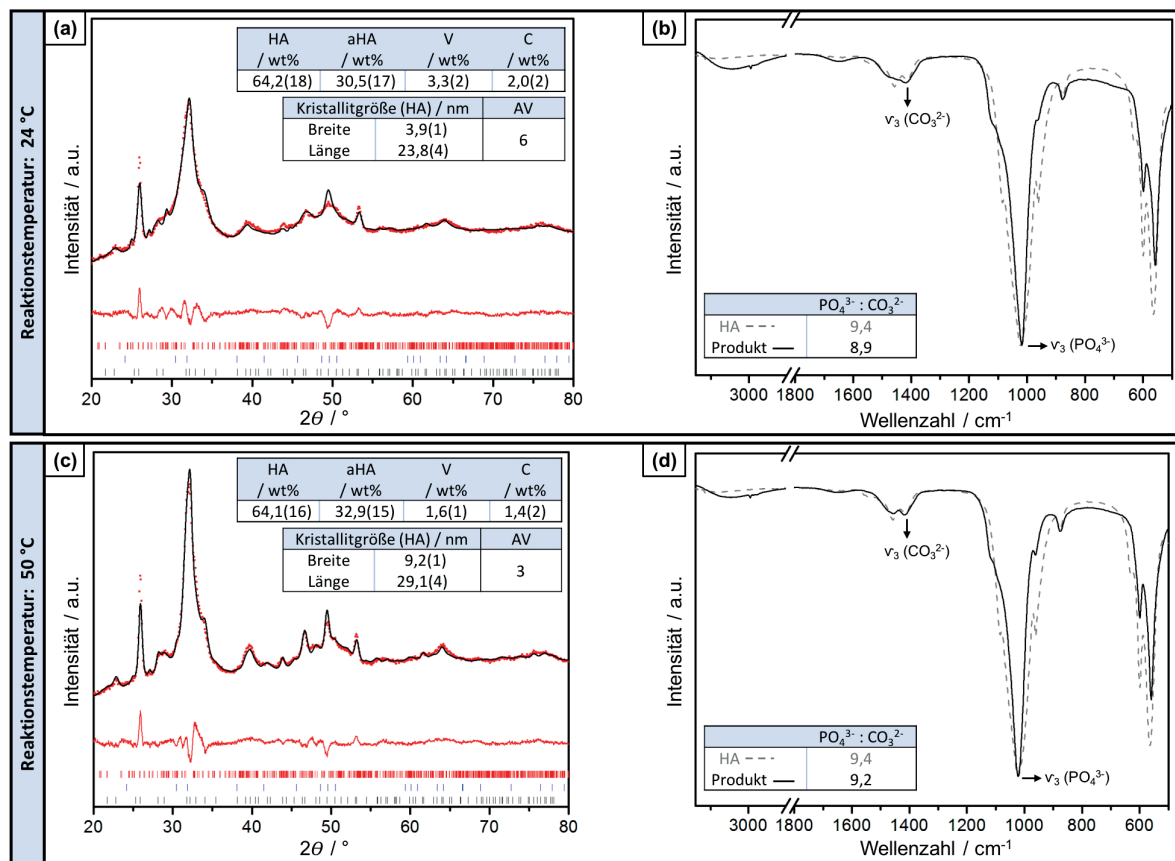 Reaktionstemperatur: 24 °C
(a)
HA aHA V C
/ wt% / wt% / wt% / wt%
64,2(18) 30,5(17) 3,3(2) 2,0(2)
Kristallitgröße (HA) / nm AV
Breite 3,9(1)
6
Länge 23,8(4)
Intensität / a.u.
20 30 40 50 60 70 80
2θ / °
(b)
ν₃ (CO₃²⁻)
PO₄³⁻ : CO₃²⁻
HA 9,4
Produkt 8,9
ν₃ (PO₄³⁻)
Intensität / a.u.
3000 1800 1600 1400 1200 1000 800 600
Wellenzahl / cm⁻¹
Reaktionstemperatur: 50 °C
(c)
HA aHA V C
/ wt% / wt% / wt% / wt%
64,1(16) 32,9(15) 1,6(1) 1,4(2)
Kristallitgröße (HA) / nm AV
Breite 9,2(1)
3
Länge 29,1(4)
Intensität / a.u.
20 30 40 50 60 70 80
2θ / °
(d)
ν₃ (CO₃²⁻)
PO₄³⁻ : CO₃²⁻
HA 9,4
Produkt 9,2
ν₃ (PO₄³⁻)
Intensität / a.u.
3000 1800 1600 1400 1200 1000 800 600
Wellenzahl / cm⁻¹